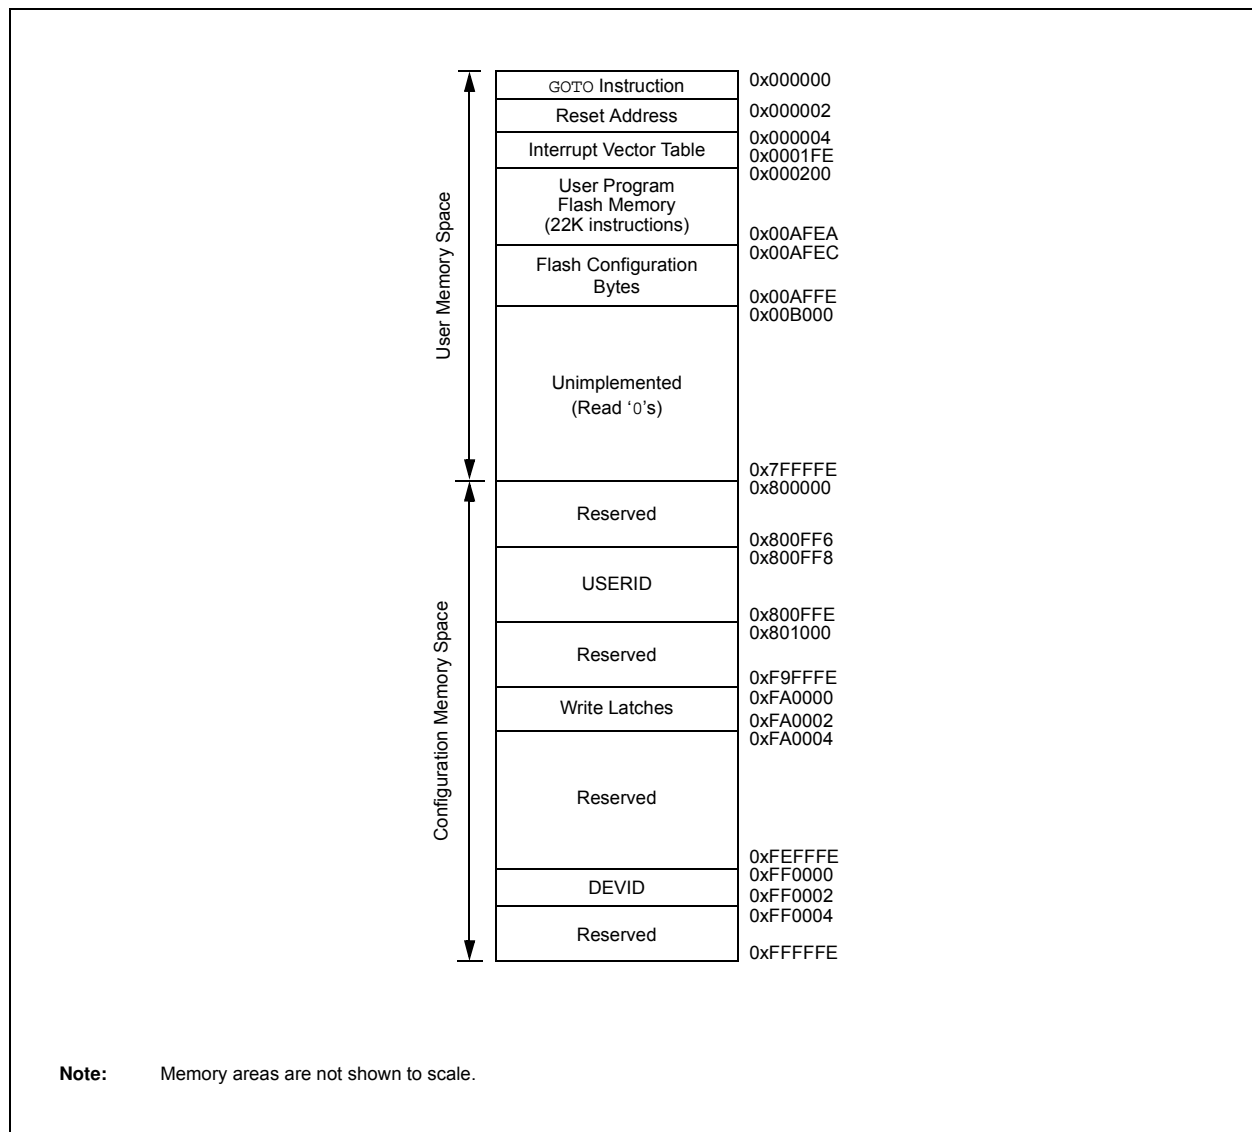 GOTO Instruction
0x000000
Reset Address
0x000002
Interrupt Vector Table
0x000004
0x0001FE
User Program
Flash Memory
(22K instructions)
0x000200
0x00AFEA
Flash Configuration
Bytes
0x00AFEC
0x00AFFE
Unimplemented
(Read ‘0’s)
0x00B000
0x7FFFFE
User Memory Space
Reserved
0x800000
0x800FF6
USERID
0x800FF8
0x800FFE
Reserved
0x801000
0xF9FFFE
Write Latches
0xFA0000
0xFA0002
Reserved
0xFA0004
0xFEFFFE
DEVID
0xFF0000
0xFF0002
Reserved
0xFF0004
0xFFFFFE
Configuration Memory Space
Note: Memory areas are not shown to scale.